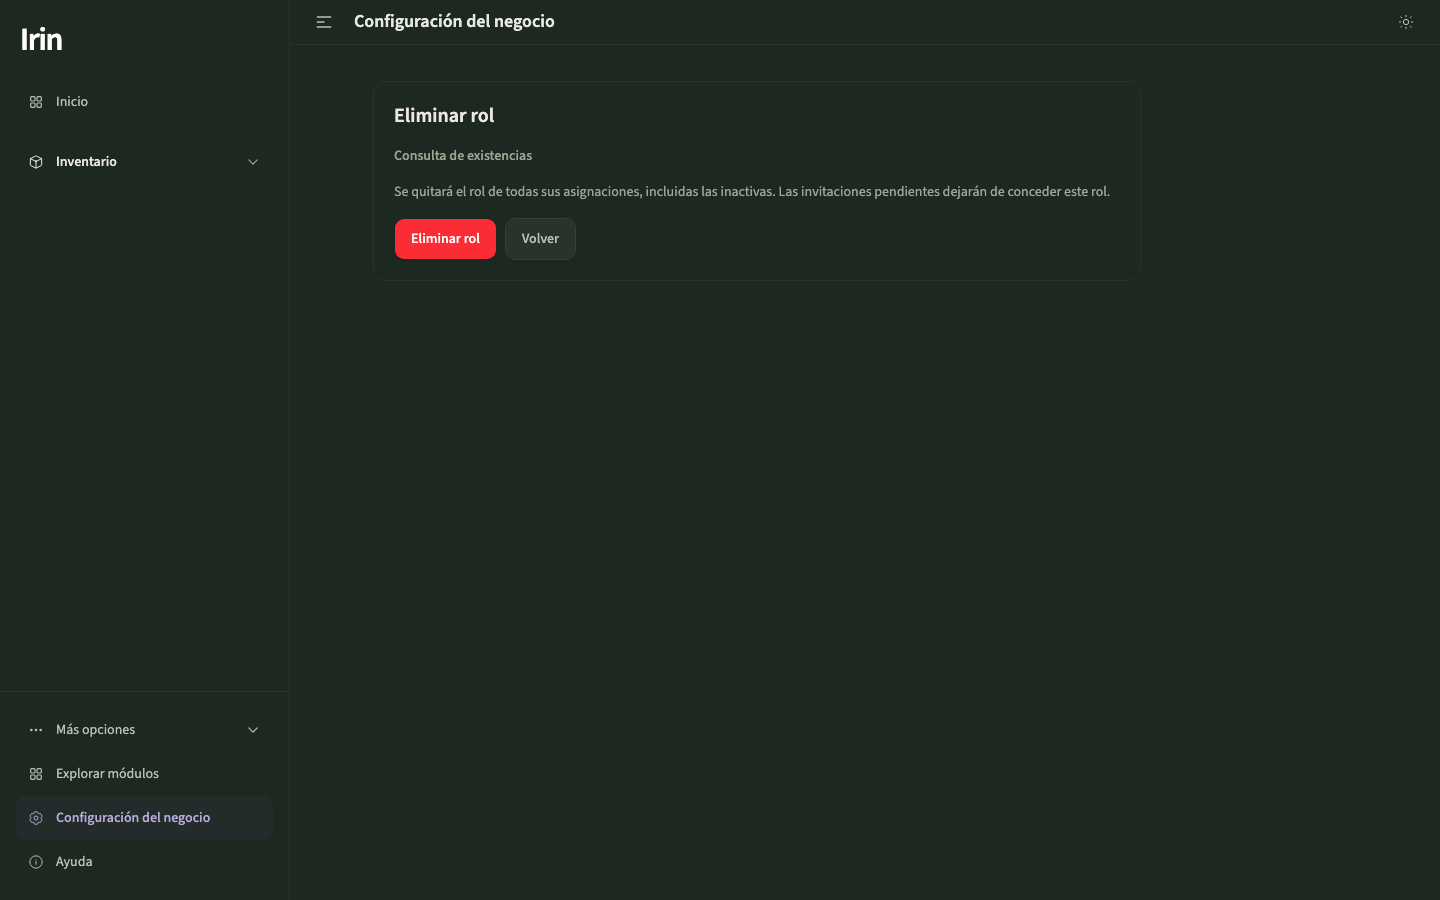 Irin
Configuración del negocio
Inicio
Inventario
Eliminar rol
Consulta de existencias
Se quitará el rol de todas sus asignaciones, incluidas las inactivas. Las invitaciones pendientes dejarán de conceder este rol.
Eliminar rol
Volver
Más opciones
Explorar módulos
Configuración del negocio
Ayuda